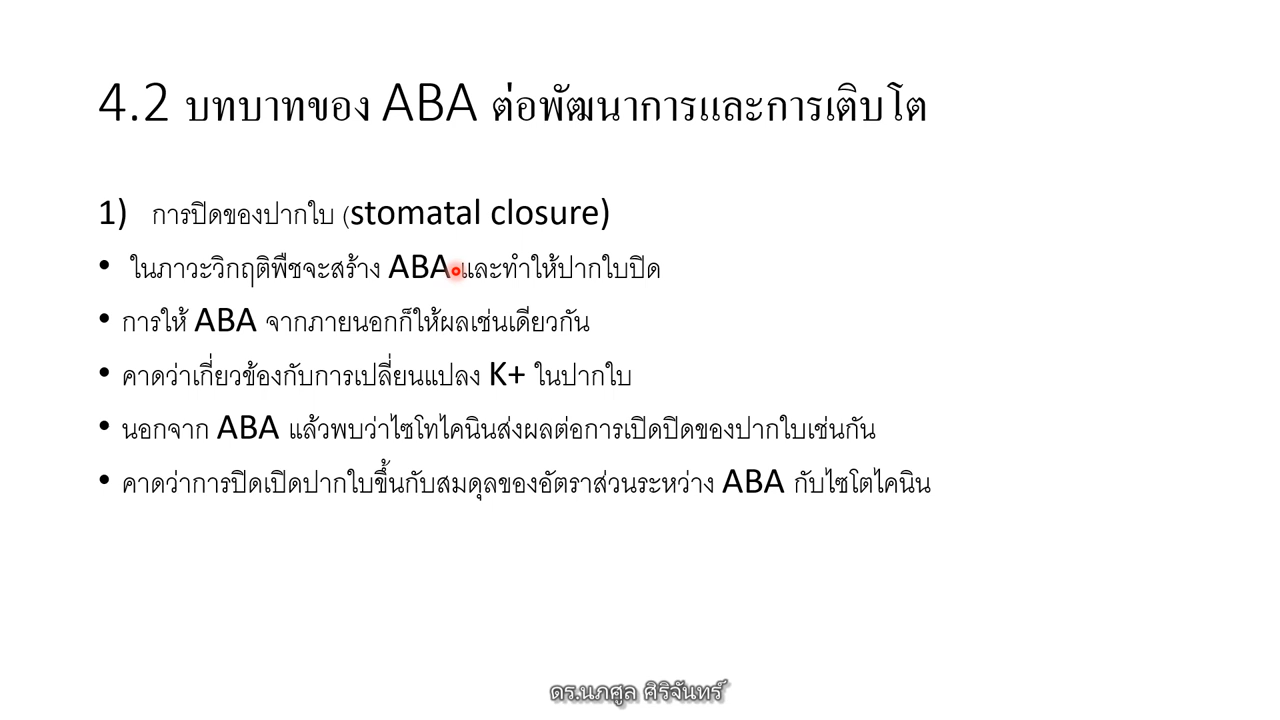 4.2 บทบาทของ ABA ต่อพัฒนาการและการเติบโต
1) การปิดของปากใบ (stomatal closure)
• ในภาวะวิกฤติพืชจะสร้าง ABA และทำให้ปากใบปิด
• การให้ ABA จากภายนอกก็ให้ผลเช่นเดียวกัน
• คาดว่าเกี่ยวข้องกับการเปลี่ยนแปลง K+ ในปากใบ
• นอกจาก ABA แล้วพบว่าไซโทไคนินส่งผลต่อการเปิดปิดของปากใบเช่นกัน
• คาดว่าการปิดเปิดปากใบขึ้นกับสมดุลของอัตราส่วนระหว่าง ABA กับไซโตไคนิน
ดร.นภศูล ศิริจันทร์